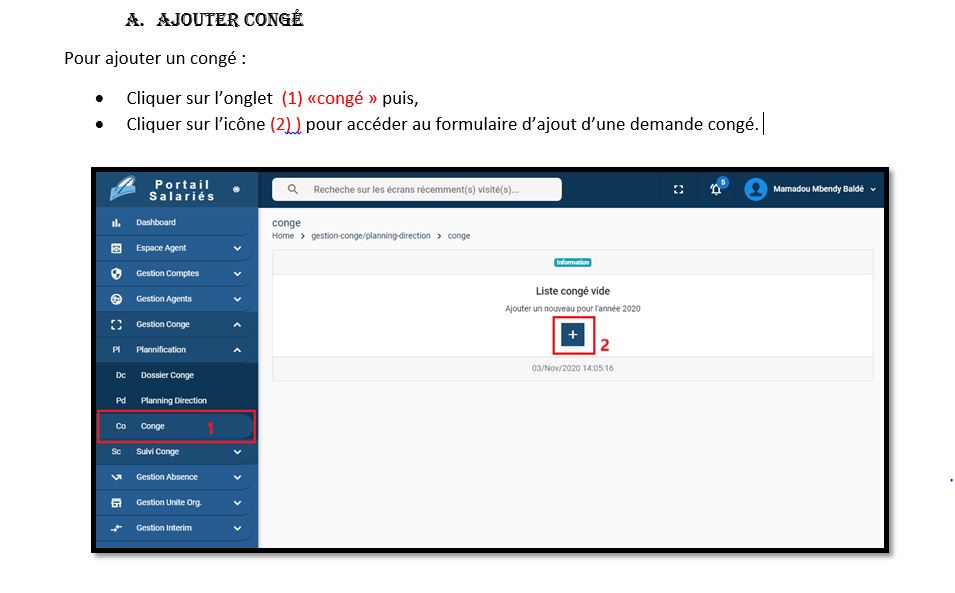 A. AJOUTER CONGÉ
Pour ajouter un congé :
• Cliquer sur l’onglet (1) «congé » puis,
• Cliquer sur l’icône (2) ) pour accéder au formulaire d’ajout d’une demande congé.
Portail
Salariés
Recheche sur les écrans récemment(s) visité(s)...
5
Mamadou Mbendy Baldé
Dashboard
Espace Agent
Gestion Comptes
Gestion Agents
Gestion Conge
Pl Plannification
Dc Dossier Conge
Pd Planning Direction
Co Conge 1
Sc Suivi Conge
Gestion Absence
Gestion Unite Org.
Gestion Interim
conge
Home > gestion-conge/planning-direction > conge
Information
Liste congé vide
Ajouter un nouveau pour l'année 2020
+ 2
03/Nov/2020 14:05:16